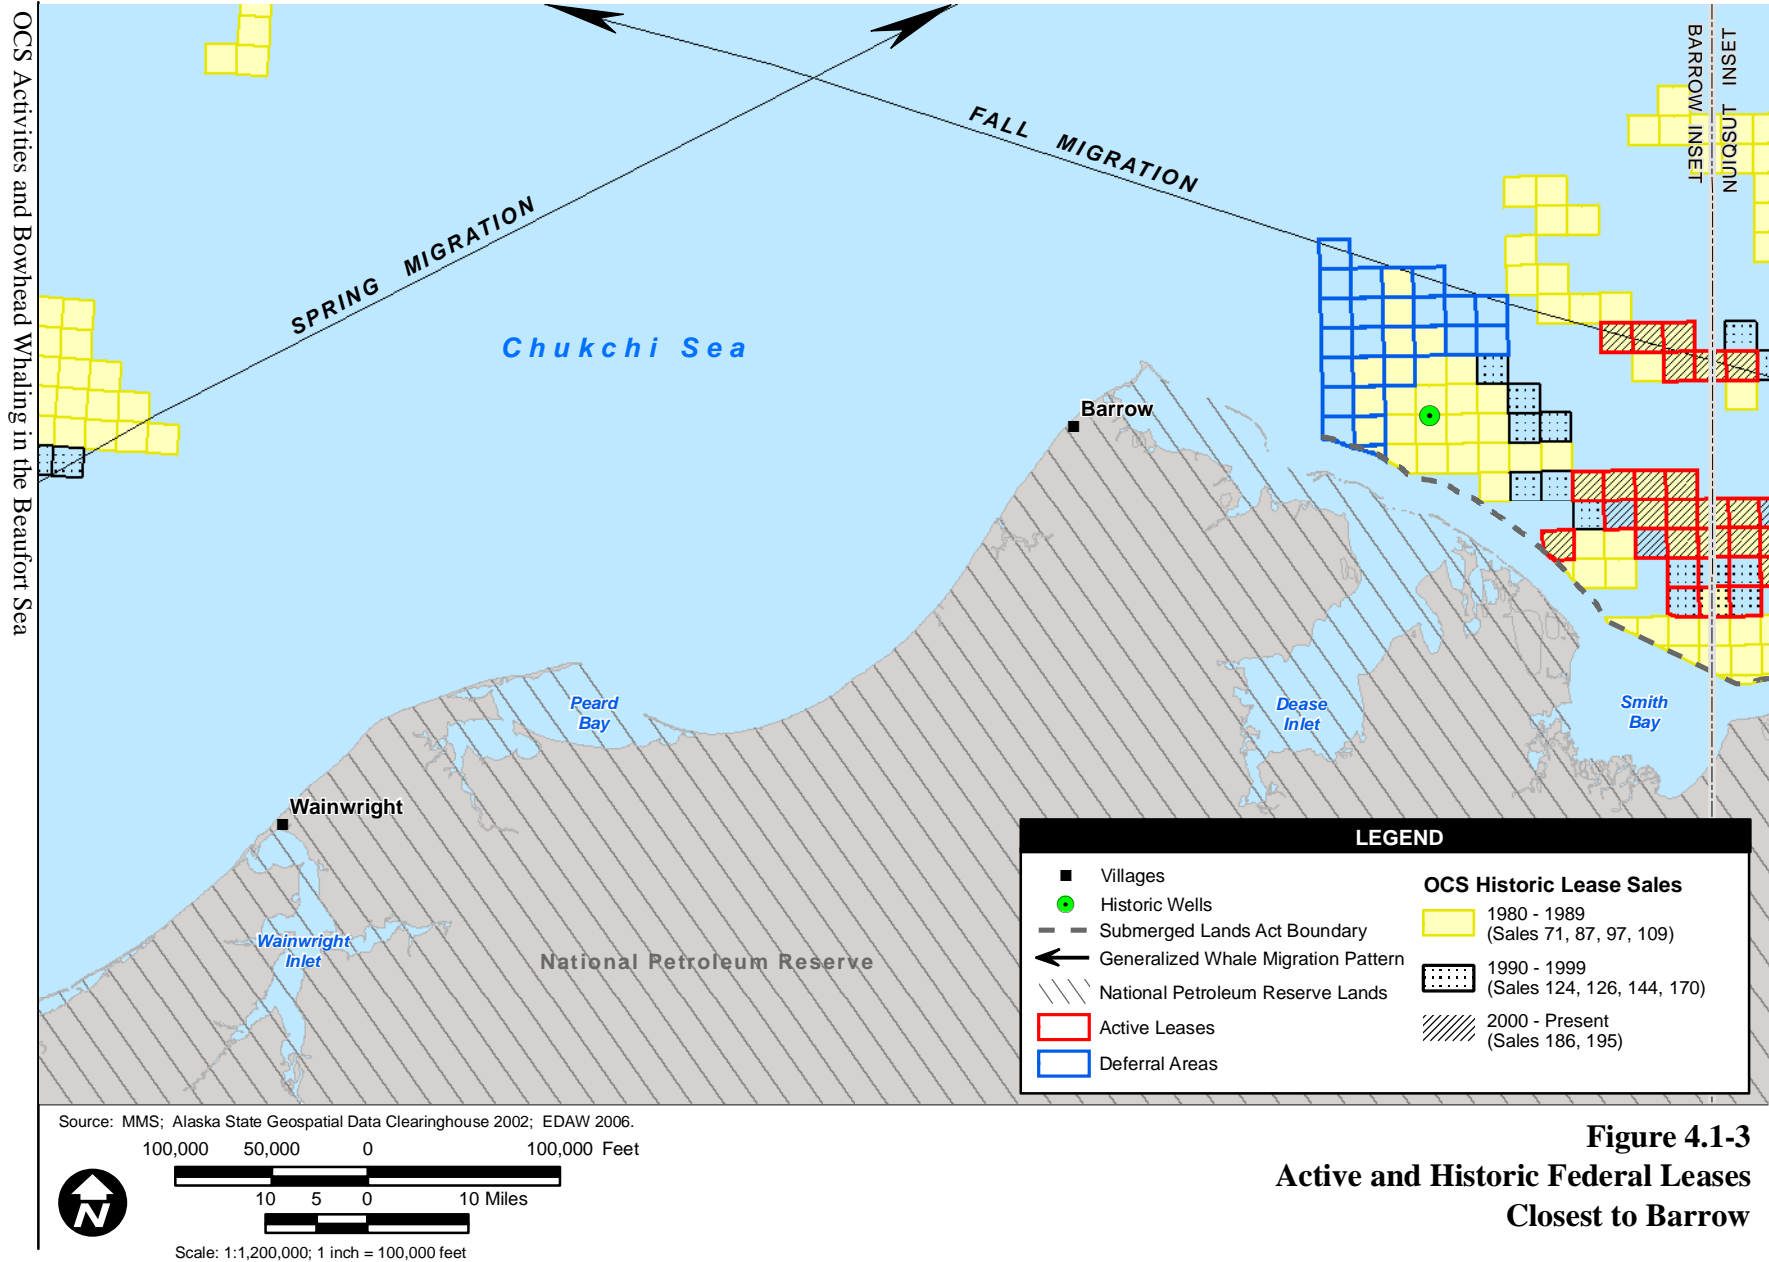 OCS Activities and Bowhead Whaling in the Beaufort Sea
NUIQSUT INSET
BARROW INSET
FALL MIGRATION
SPRING MIGRATION
Chukchi Sea
Barrow
Peard
Bay
Dease
Inlet
Smith
Bay
Wainwright
Wainwright
Inlet
National Petroleum Reserve
LEGEND
Villages
Historic Wells
Submerged Lands Act Boundary
Generalized Whale Migration Pattern
National Petroleum Reserve Lands
Active Leases
Deferral Areas
OCS Historic Lease Sales
1980 - 1989
(Sales 71, 87, 97, 109)
1990 - 1999
(Sales 124, 126, 144, 170)
2000 - Present
(Sales 186, 195)
Source: MMS; Alaska State Geospatial Data Clearinghouse 2002; EDAW 2006.
100,000 50,000 0 100,000 Feet
10 5 0 10 Miles
N
Scale: 1:1,200,000; 1 inch = 100,000 feet
Figure 4.1-3
Active and Historic Federal Leases
Closest to Barrow